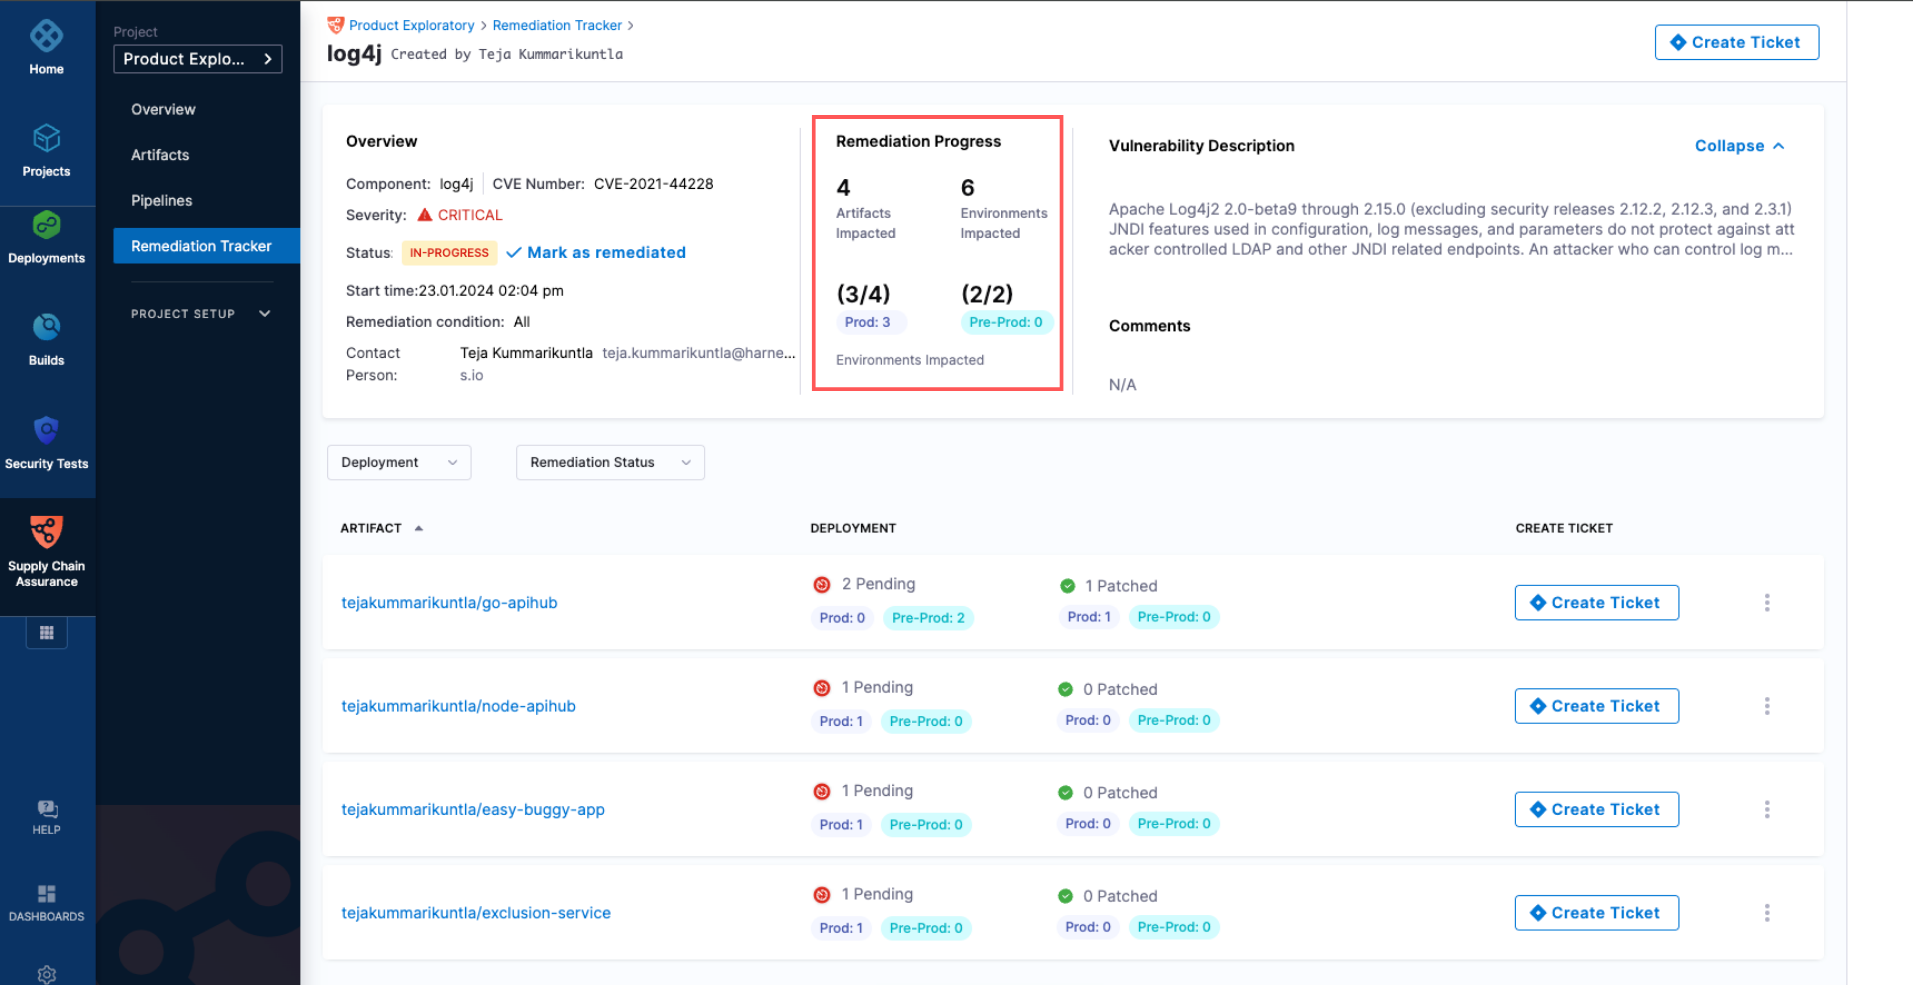 Home
Projects
Deployments
Builds
Security Tests
Supply Chain
Assurance
HELP
DASHBOARDS
Project
Product Explo...
Overview
Artifacts
Pipelines
Remediation Tracker
PROJECT SETUP
Product Exploratory > Remediation Tracker >
log4j Created by Teja Kummarikuntla
Create Ticket
Overview
Component: log4j CVE Number: CVE-2021-44228
Severity: CRITICAL
Status: IN-PROGRESS Mark as remediated
Start time:23.01.2024 02:04 pm
Remediation condition: All
Contact Person: Teja Kummarikuntla teja.kummarikuntla@harne...
s.io
Remediation Progress
4 Artifacts Impacted
6 Environments Impacted
(3/4) (2/2)
Prod: 3 Pre-Prod: 0
Environments Impacted
Vulnerability Description
Collapse
Apache Log4j2 2.0-beta9 through 2.15.0 (excluding security releases 2.12.2, 2.12.3, and 2.3.1)
JNDI features used in configuration, log messages, and parameters do not protect against att
acker controlled LDAP and other JNDI related endpoints. An attacker who can control log m...
Comments
N/A
Deployment
Remediation Status
ARTIFACT DEPLOYMENT CREATE TICKET
tejakummarikuntla/go-apihub
2 Pending
Prod: 0 Pre-Prod: 2
1 Patched
Prod: 1 Pre-Prod: 0
Create Ticket
tejakummarikuntla/node-apihub
1 Pending
Prod: 1 Pre-Prod: 0
0 Patched
Prod: 0 Pre-Prod: 0
Create Ticket
tejakummarikuntla/easy-buggy-app
1 Pending
Prod: 1 Pre-Prod: 0
0 Patched
Prod: 0 Pre-Prod: 0
Create Ticket
tejakummarikuntla/exclusion-service
1 Pending
Prod: 1 Pre-Prod: 0
0 Patched
Prod: 0 Pre-Prod: 0
Create Ticket